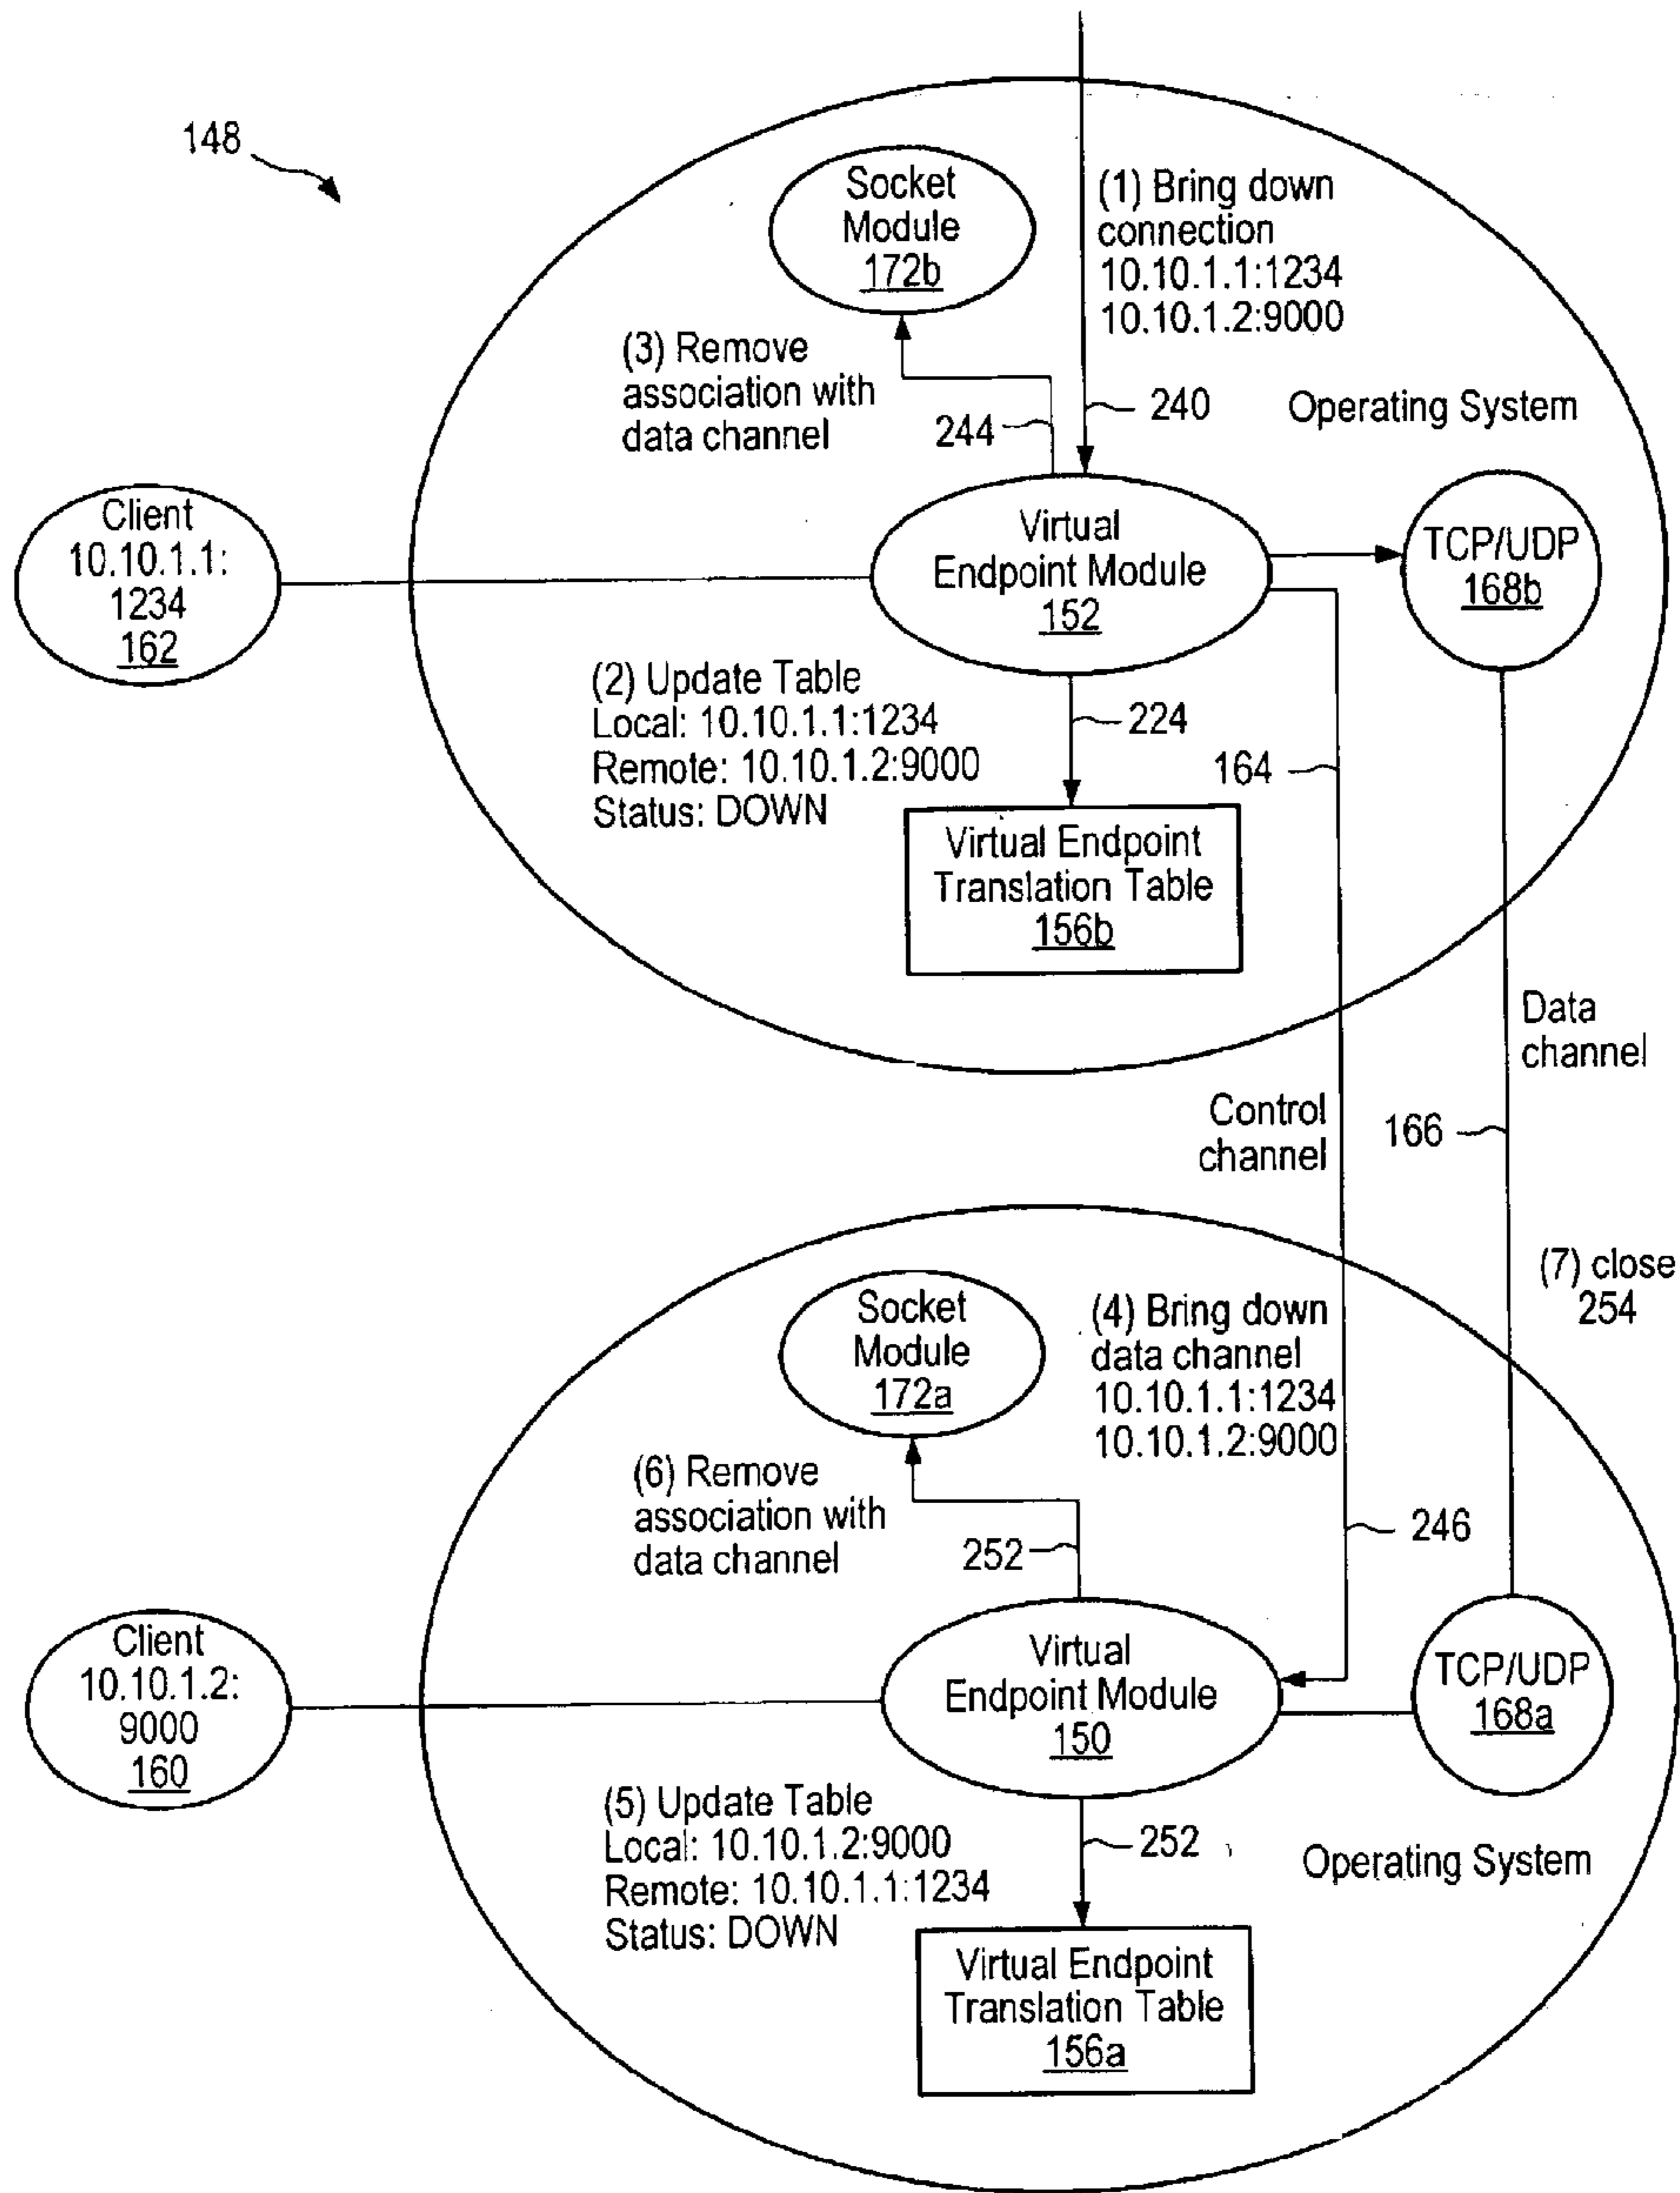 148
Socket
Module
172b
(1) Bring down
connection
10.10.1.1:1234
10.10.1.2:9000
(3) Remove
association with
data channel
244
240
Operating System
Client
10.10.1.1:
1234
162
Virtual
Endpoint Module
152
TCP/UDP
168b
(2) Update Table
Local: 10.10.1.1:1234
Remote: 10.10.1.2:9000
Status: DOWN
224
164
Virtual Endpoint
Translation Table
156b
Data
channel
Control
channel
166
(7) close
254
Socket
Module
172a
(4) Bring down
data channel
10.10.1.1:1234
10.10.1.2:9000
(6) Remove
association with
data channel
252
246
Client
10.10.1.2:
9000
160
Virtual
Endpoint Module
150
TCP/UDP
168a
(5) Update Table
Local: 10.10.1.2:9000
Remote: 10.10.1.1:1234
Status: DOWN
252
Operating System
Virtual Endpoint
Translation Table
156a